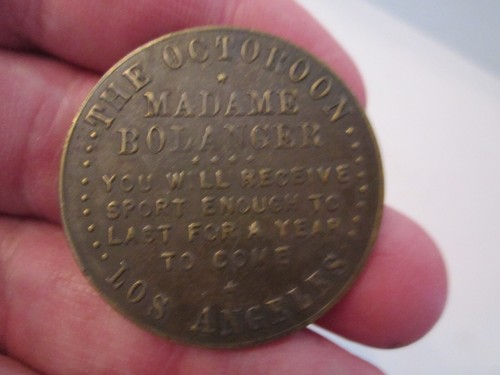 THE OCTOROON
MADAME
BOLANGER
YOU WILL RECEIVE
SPORT ENOUGH TO
LAST FOR A YEAR
TO COME
LOS ANGELES